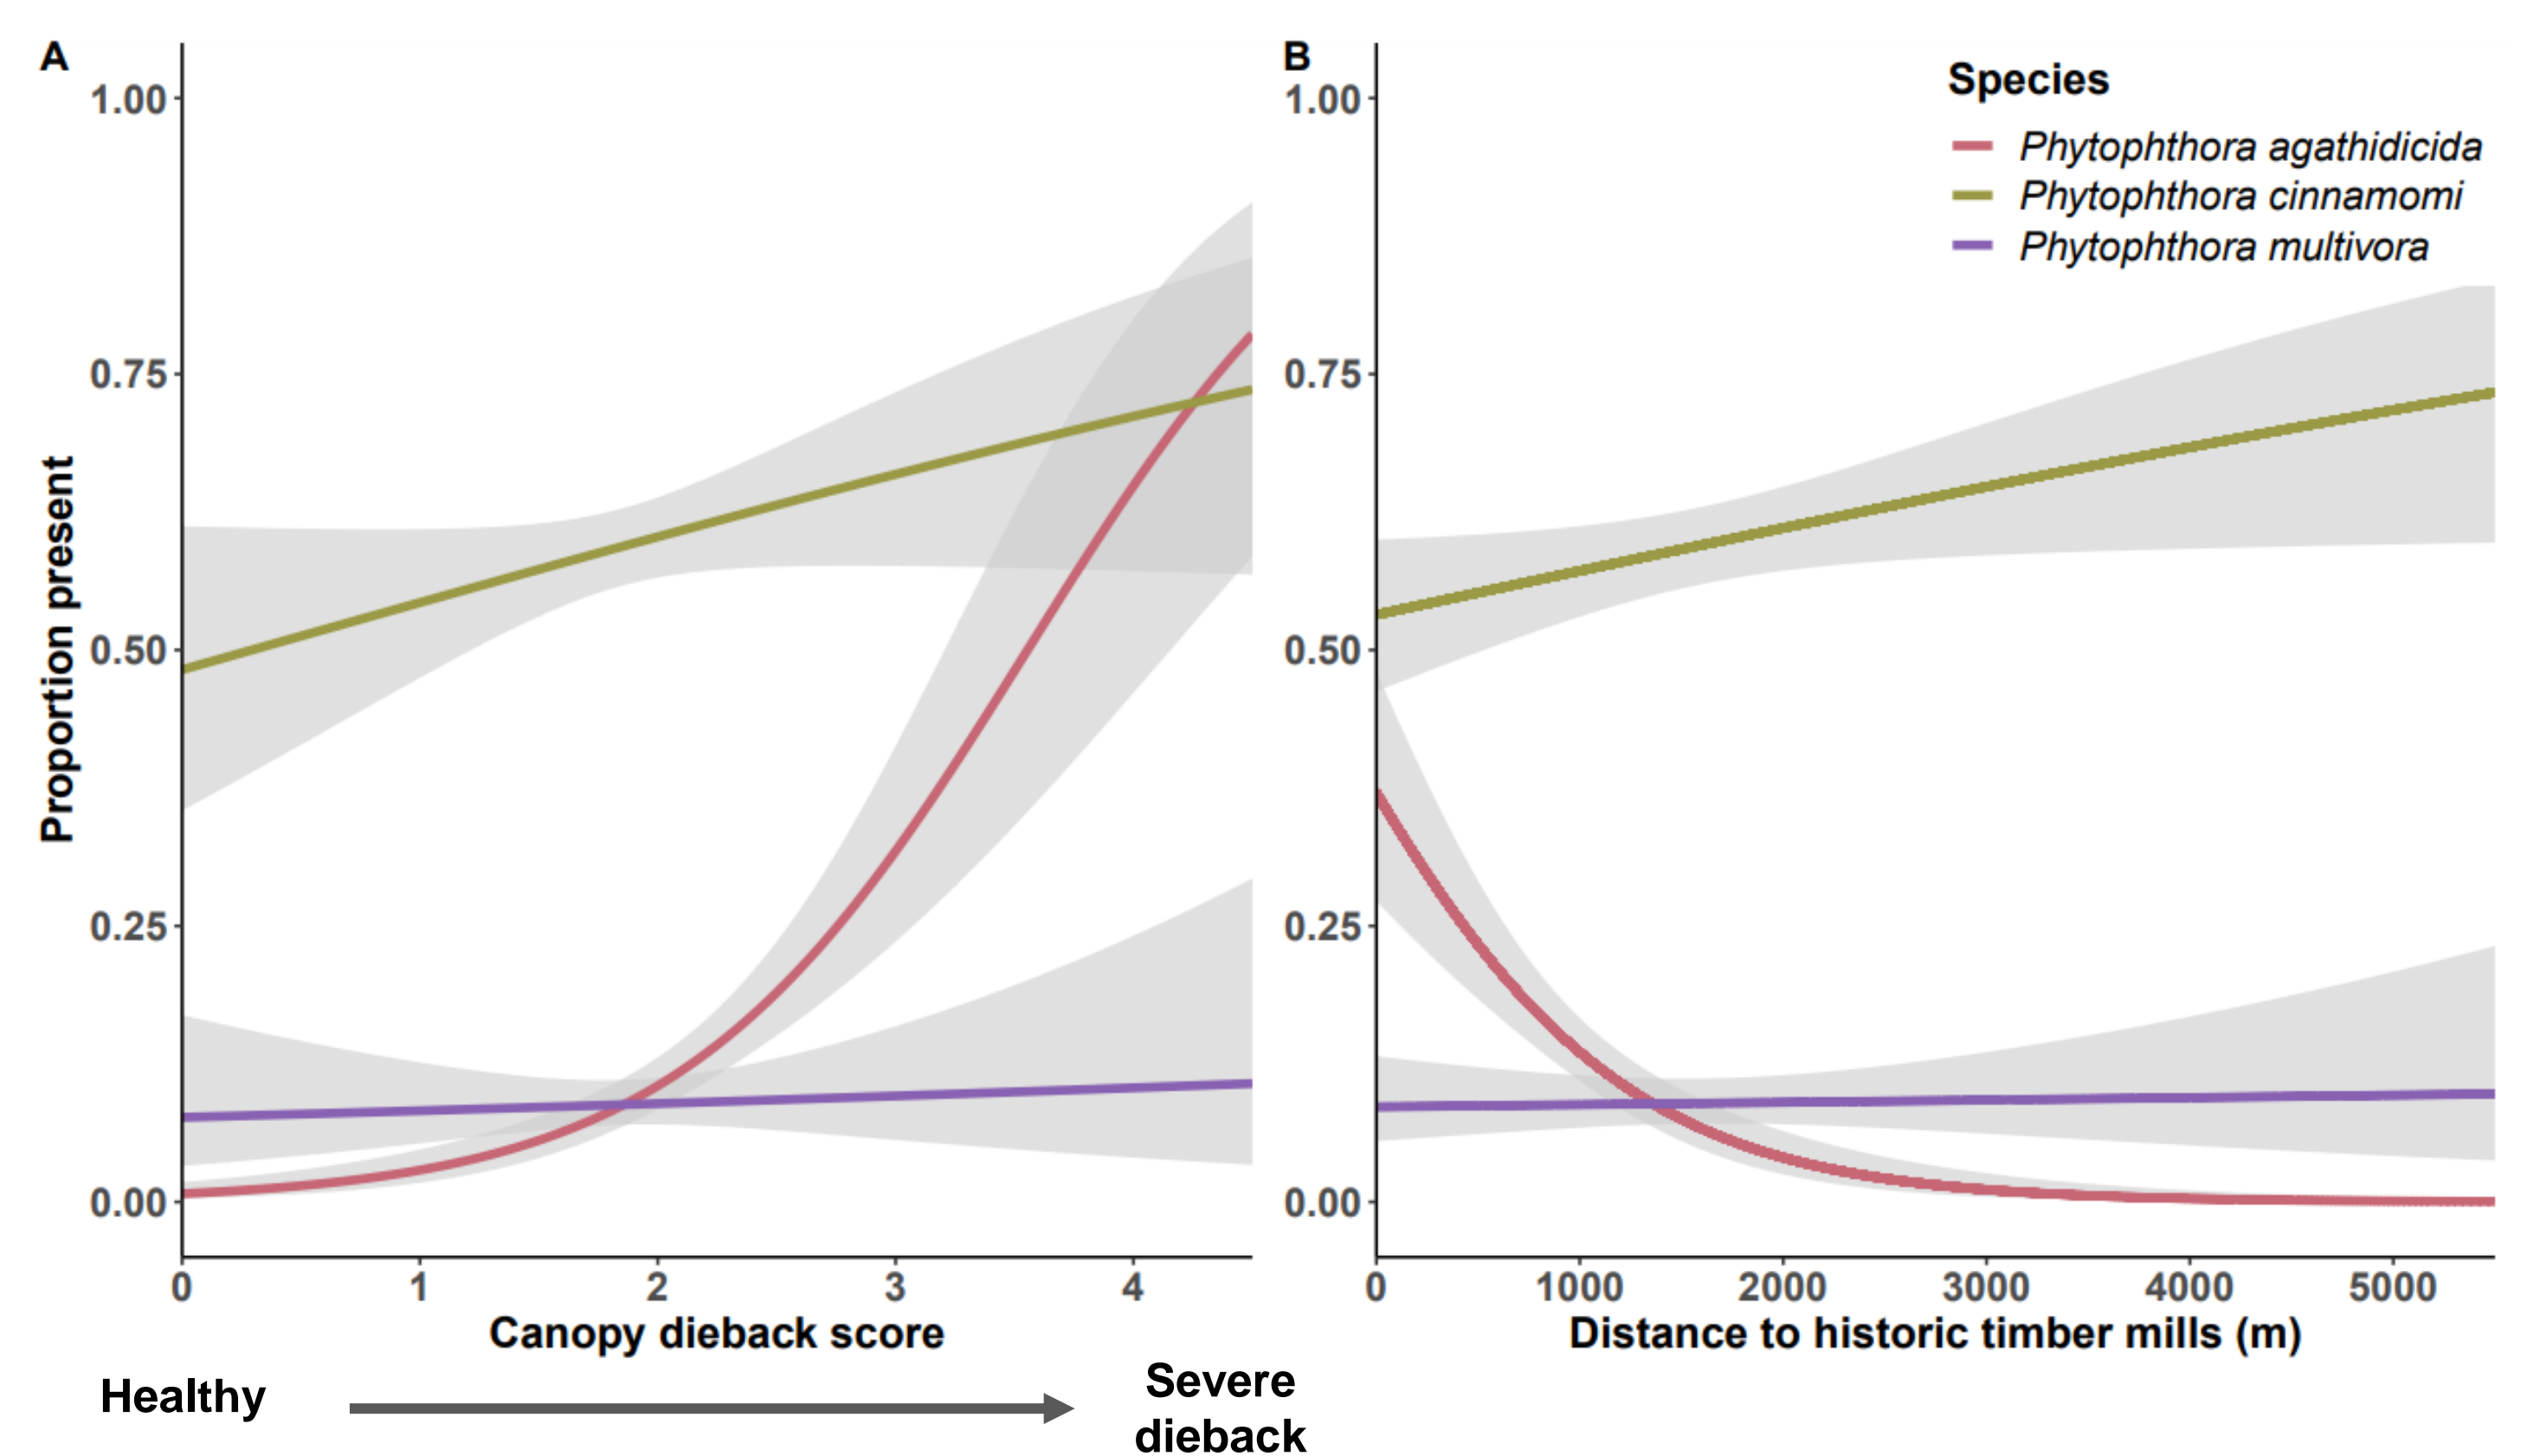 A
1.00
0.75
0.50
0.25
0.00
Proportion present
0 1 2 3 4
Canopy dieback score
Healthy
Severe
dieback
B
1.00
0.75
0.50
0.25
0.00
Species
Phytophthora agathidicida
Phytophthora cinnamomi
Phytophthora multivora
0 1000 2000 3000 4000 5000
Distance to historic timber mills (m)